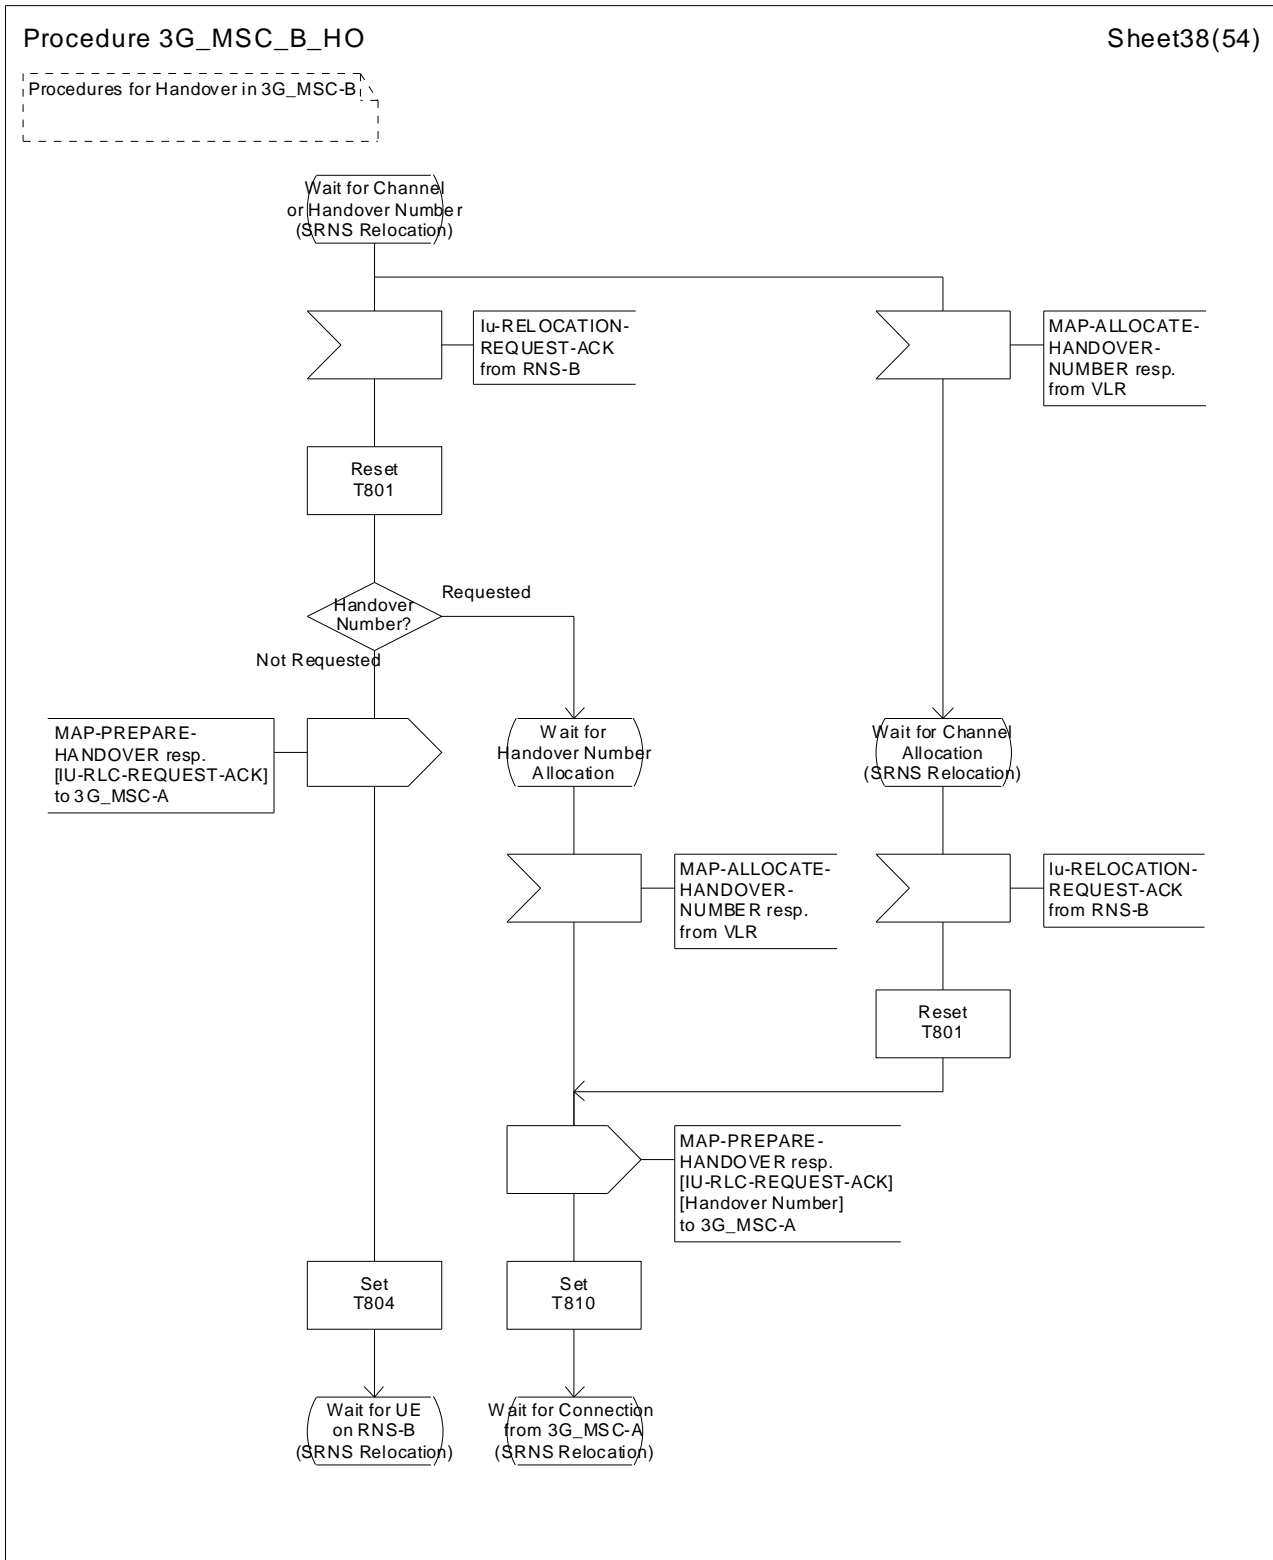 Procedure 3G_MSC_B_HO
Sheet38(54)
Procedures for Handover in 3G_MSC-B
Wait for Channel
or Handover Number
(SRNS Relocation)
Iu-RELOCATION-
REQUEST-ACK
from RNS-B
MAP-ALLOCATE-
HANDOVER-
NUMBER resp.
from VLR
Reset
T801
Handover
Number?
Requested
Not Requested
MAP-PREPARE-
HANDOVER resp.
[IU-RLC-REQUEST-ACK]
to 3G_MSC-A
Wait for
Handover Number
Allocation
Wait for Channel
Allocation
(SRNS Relocation)
MAP-ALLOCATE-
HANDOVER-
NUMBER resp.
from VLR
Iu-RELOCATION-
REQUEST-ACK
from RNS-B
Reset
T801
MAP-PREPARE-
HANDOVER resp.
[IU-RLC-REQUEST-ACK]
[Handover Number]
to 3G_MSC-A
Set
T804
Set
T810
Wait for UE
on RNS-B
(SRNS Relocation)
Wait for Connection
from 3G_MSC-A
(SRNS Relocation)